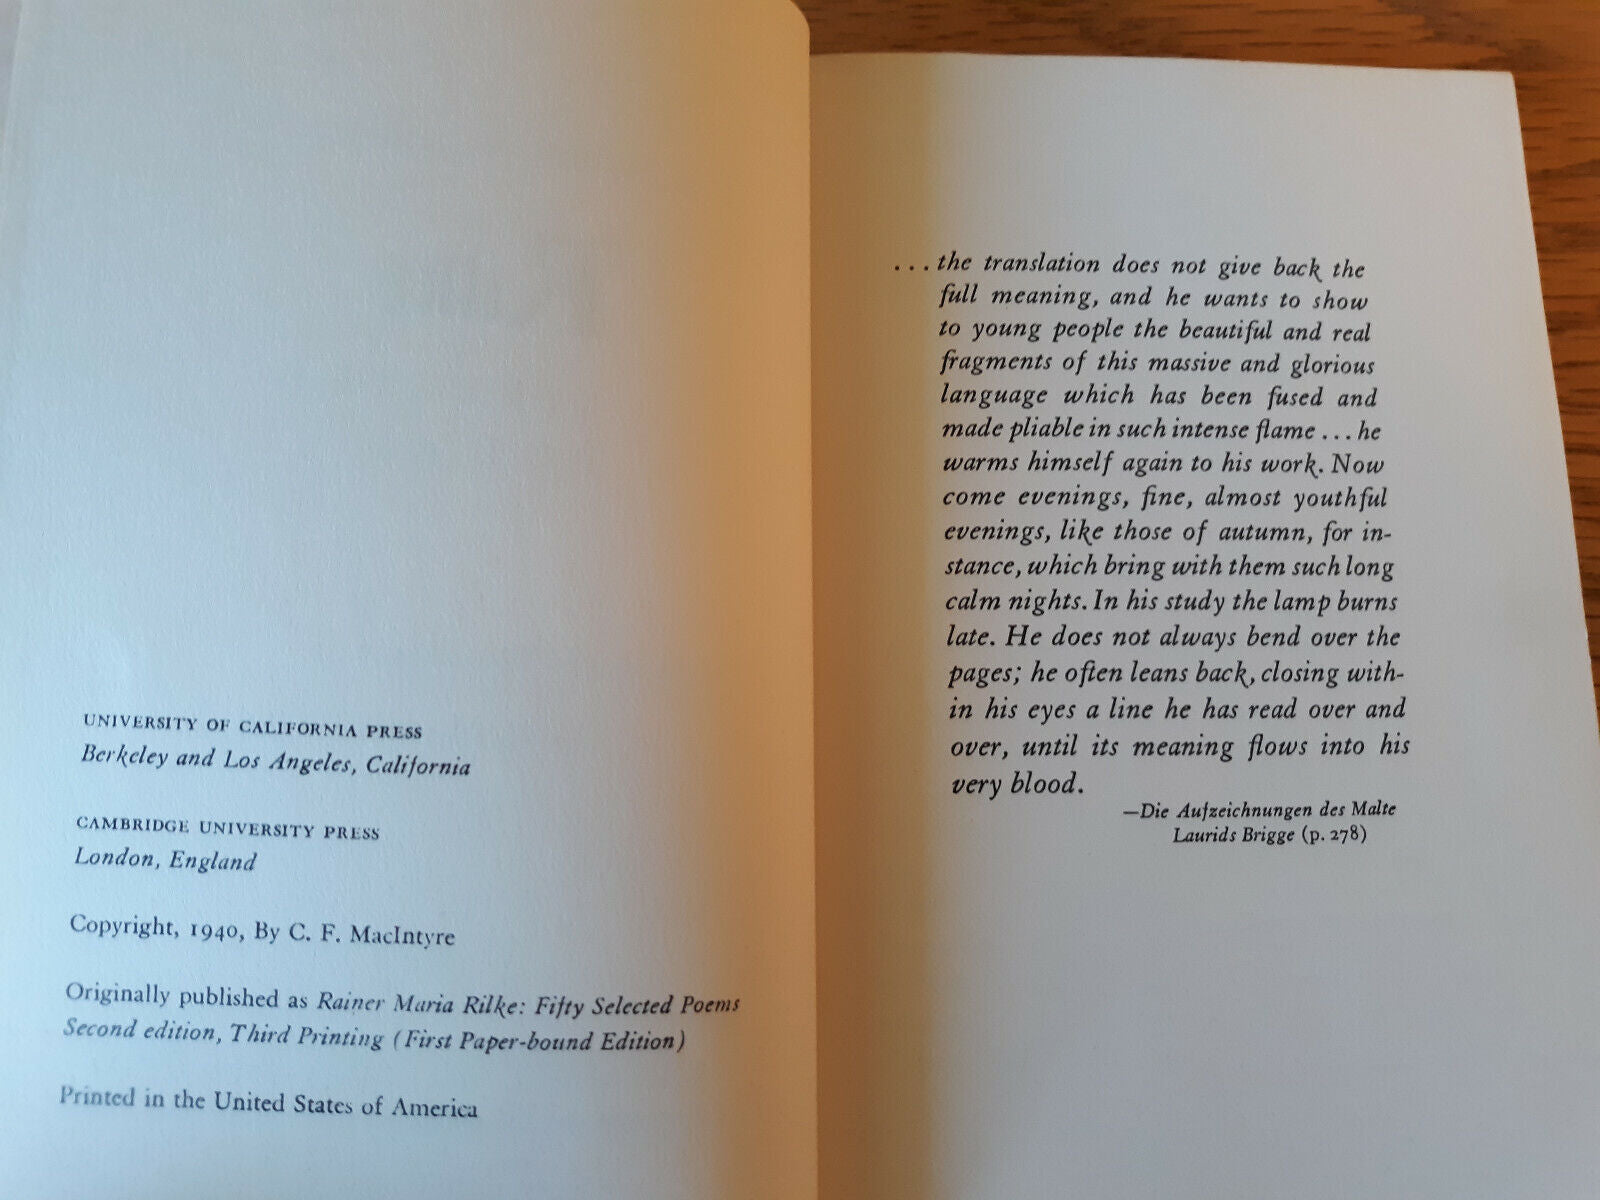 UNIVERSITY OF CALIFORNIA PRESS
Berkeley and Los Angeles, California
CAMBRIDGE UNIVERSITY PRESS
London, England
Copyright, 1940, By C. F. MacIntyre
Originally published as Rainer Maria Rilke: Fifty Selected Poems
Second edition, Third Printing (First Paper-bound Edition)
Printed in the United States of America
...the translation does not give back the
full meaning, and he wants to show
to young people the beautiful and real
fragments of this massive and glorious
language which has been fused and
made pliable in such intense flame...he
warms himself again to his work. Now
come evenings, fine, almost youthful
evenings, like those of autumn, for in-
stance, which bring with them such long
calm nights. In his study the lamp burns
late. He does not always bend over the
pages; he often leans back, closing with-
in his eyes a line he has read over and
over, until its meaning flows into his
very blood.
—Die Aufzeichnungen des Malte
Laurids Brigge (p. 278)